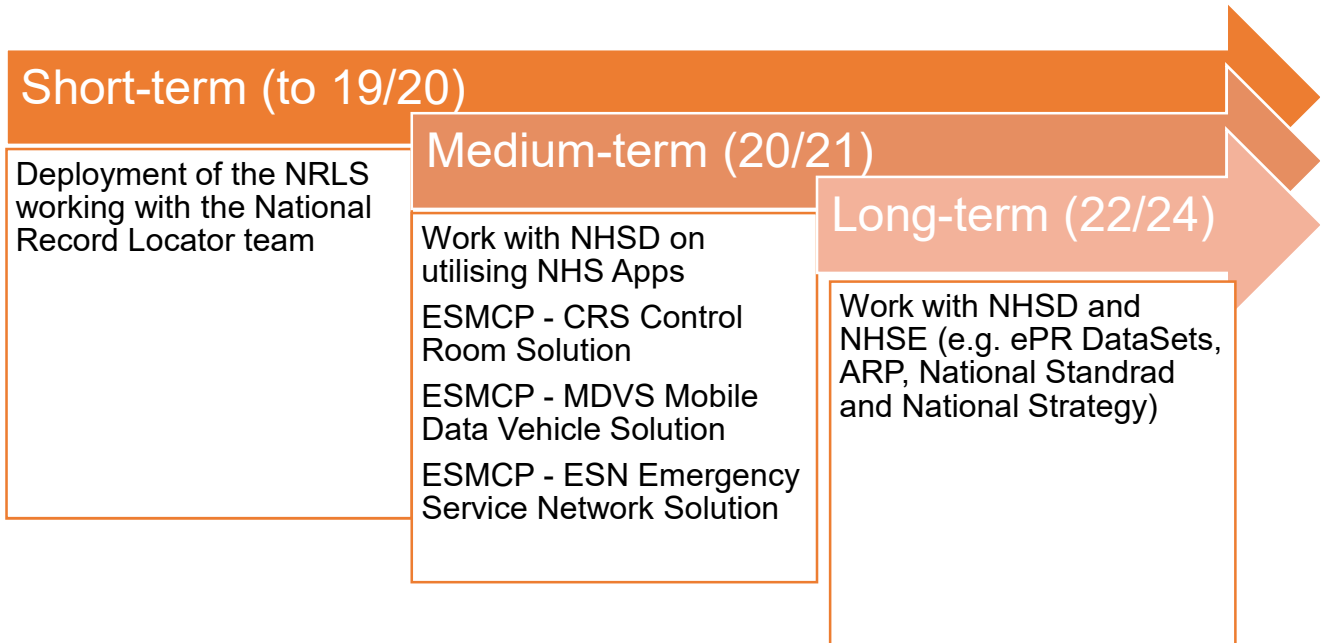 Short-term (to 19/20)
Deployment of the NRLS
working with the National
Record Locator team
Medium-term (20/21)
Work with NHSD on
utilising NHS Apps
ESMCP - CRS Control
Room Solution
ESMCP - MDVS Mobile
Data Vehicle Solution
ESMCP - ESN Emergency
Service Network Solution
Long-term (22/24)
Work with NHSD and
NHSE (e.g. ePR DataSets,
ARP, National Standrad
and National Strategy)